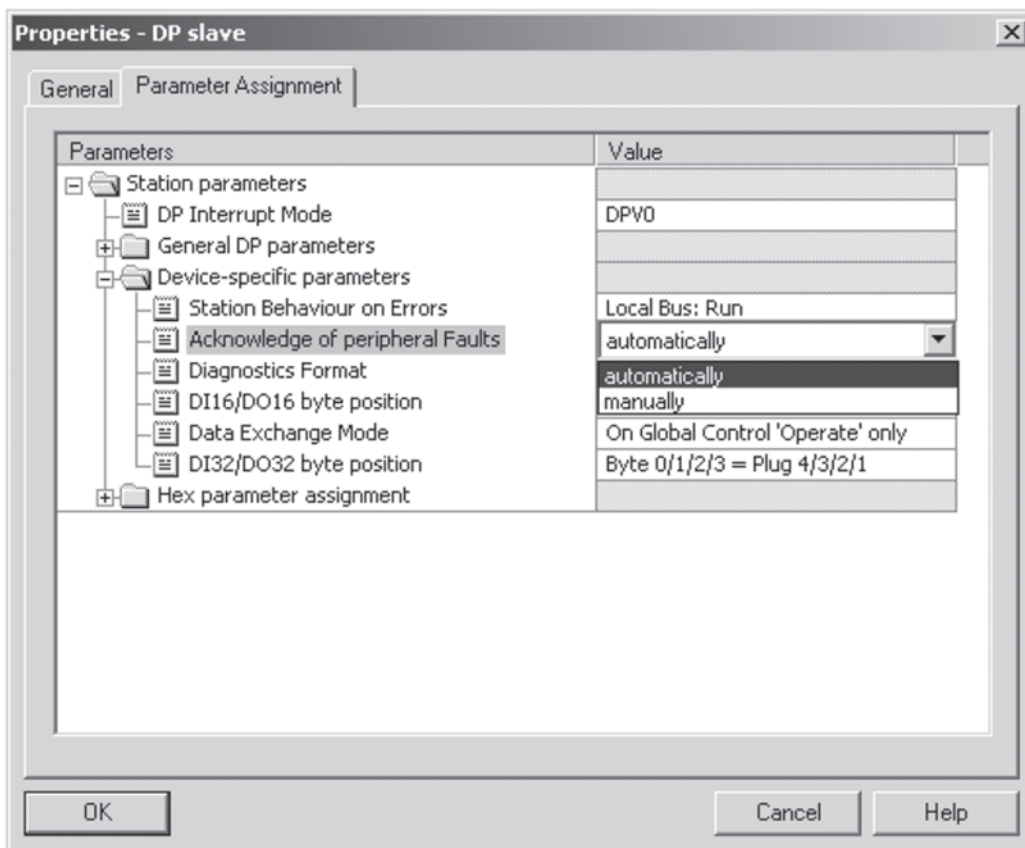 Properties - DP slave
General Parameter Assignment
Parameters Value
Station parameters
DP Interrupt Mode DPV0
General DP parameters
Device-specific parameters
Station Behaviour on Errors Local Bus: Run
Acknowledge of peripheral Faults automatically
Diagnostics Format automatically
DI16/DO16 byte position manually
Data Exchange Mode On Global Control 'Operate' only
DI32/DO32 byte position Byte 0/1/2/3 = Plug 4/3/2/1
Hex parameter assignment
OK Cancel Help